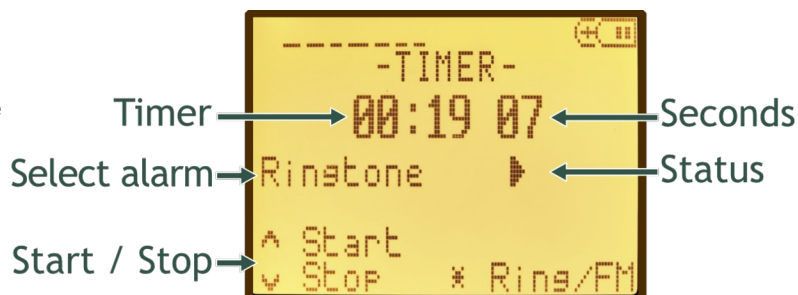 -TIMER-
Timer 00:19 07 Seconds
Select alarm Ringtone Status
^ Start
Start / Stop v Stop * Ring/FM